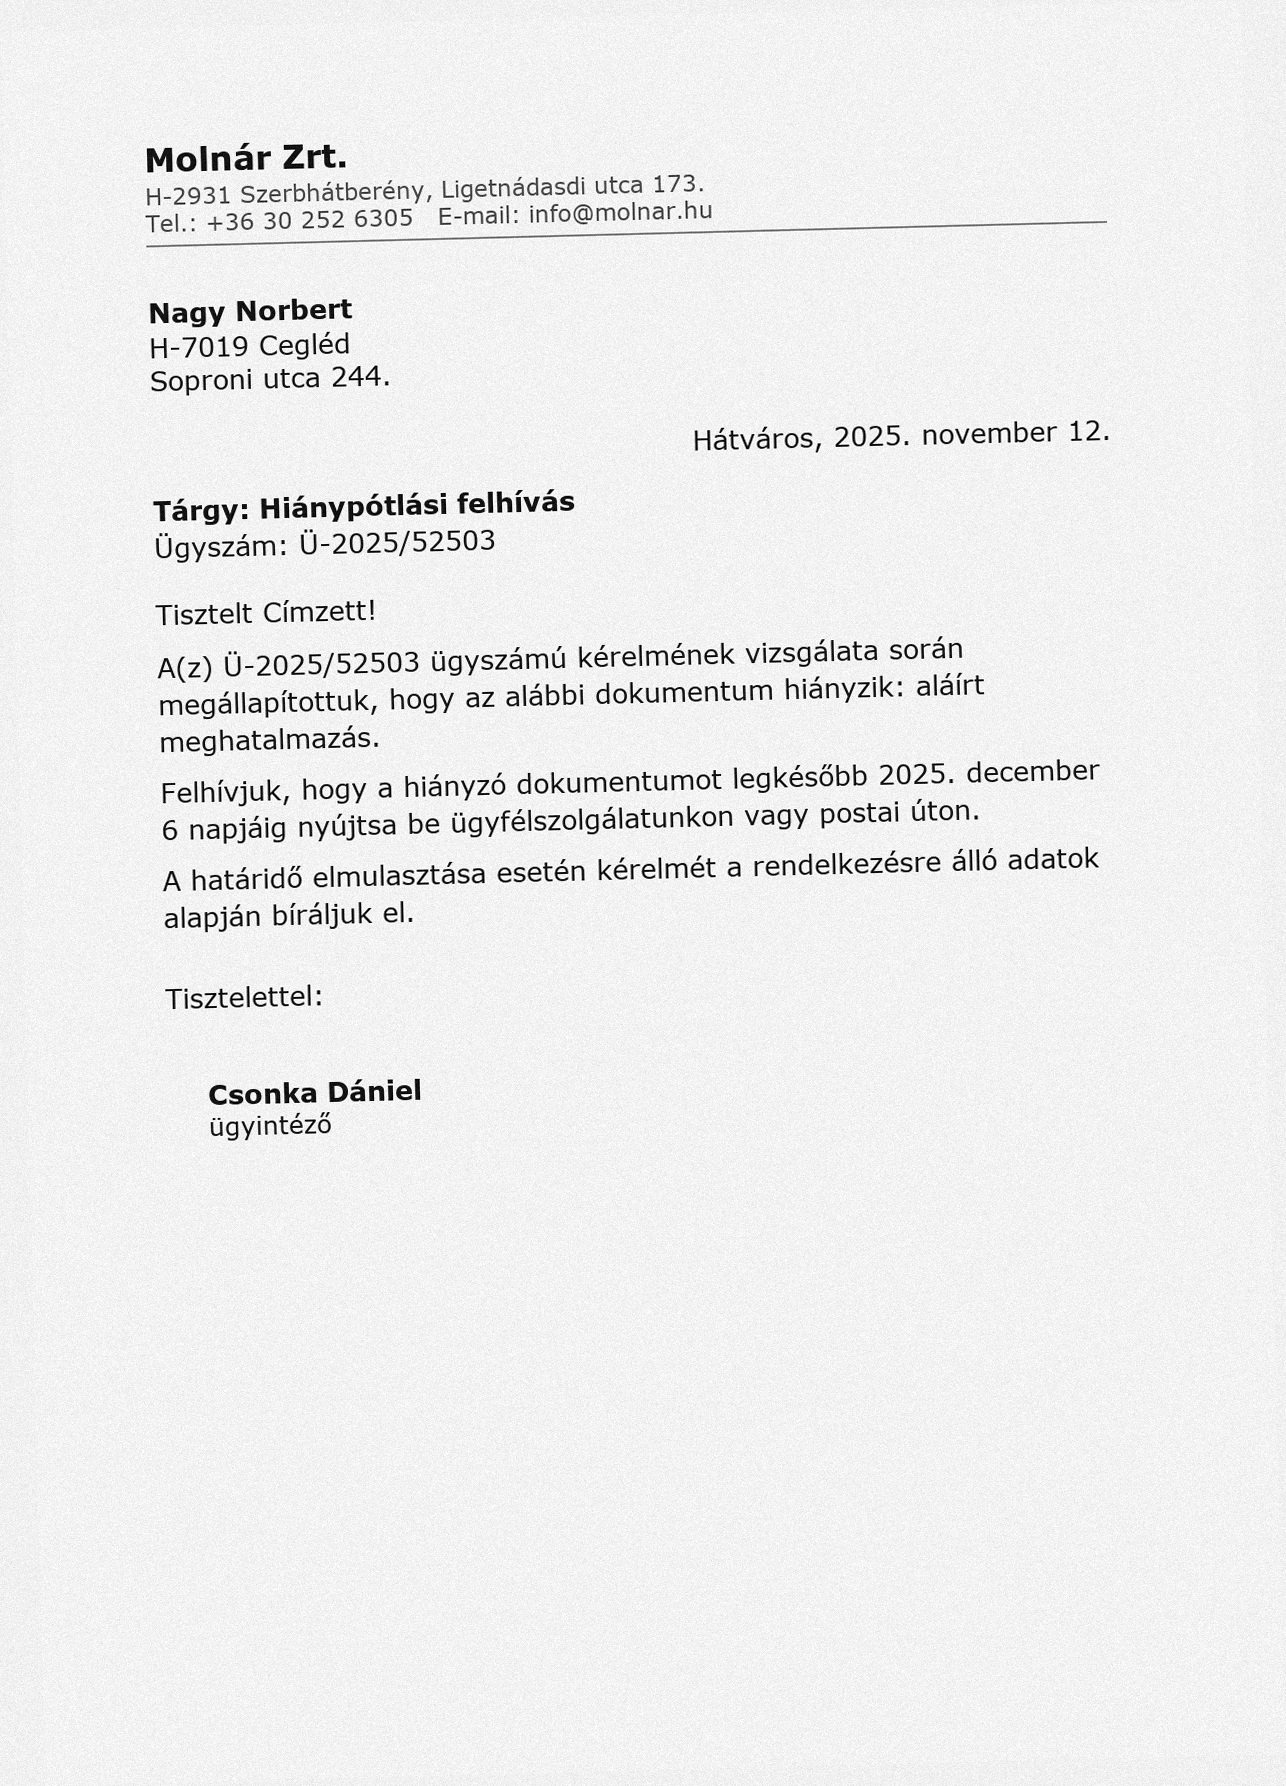 Molnár Zrt.
H-2931 Szerbhátberény, Ligetnádasdi utca 173.
Tel.: +36 30 252 6305 E-mail: info@molnar.hu
Nagy Norbert
H-7019 Cegléd
Soproni utca 244.
Hátváros, 2025. november 12.
Tárgy: Hiánypótlási felhívás
Ügyszám: Ü-2025/52503
Tisztelt Címzett!
A(z) Ü-2025/52503 ügyszámú kérelmének vizsgálata során
megállapítottuk, hogy az alábbi dokumentum hiányzik: aláírt
meghatalmazás.
Felhívjuk, hogy a hiányzó dokumentumot legkésőbb 2025. december
6 napjáig nyújtsa be ügyfélszolgálatunkon vagy postai úton.
A határidő elmulasztása esetén kérelmét a rendelkezésre álló adatok
alapján bíráljuk el.
Tisztelettel:
Csonka Dániel
ügyintéző